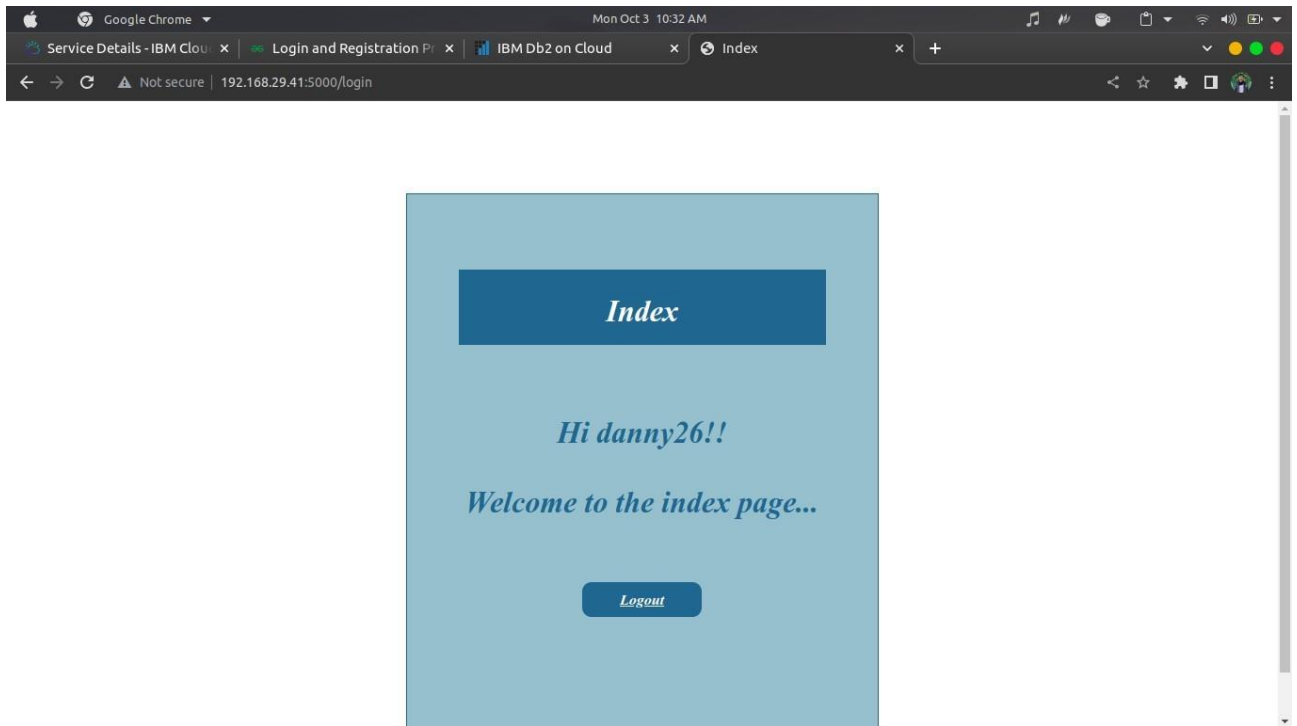 Google Chrome
Mon Oct 3 10:32 AM
Service Details - IBM Clou
Login and Registration Pr
IBM Db2 on Cloud
Index
Not secure | 192.168.29.41:5000/login
Index
Hi danny26!!
Welcome to the index page...
Logout